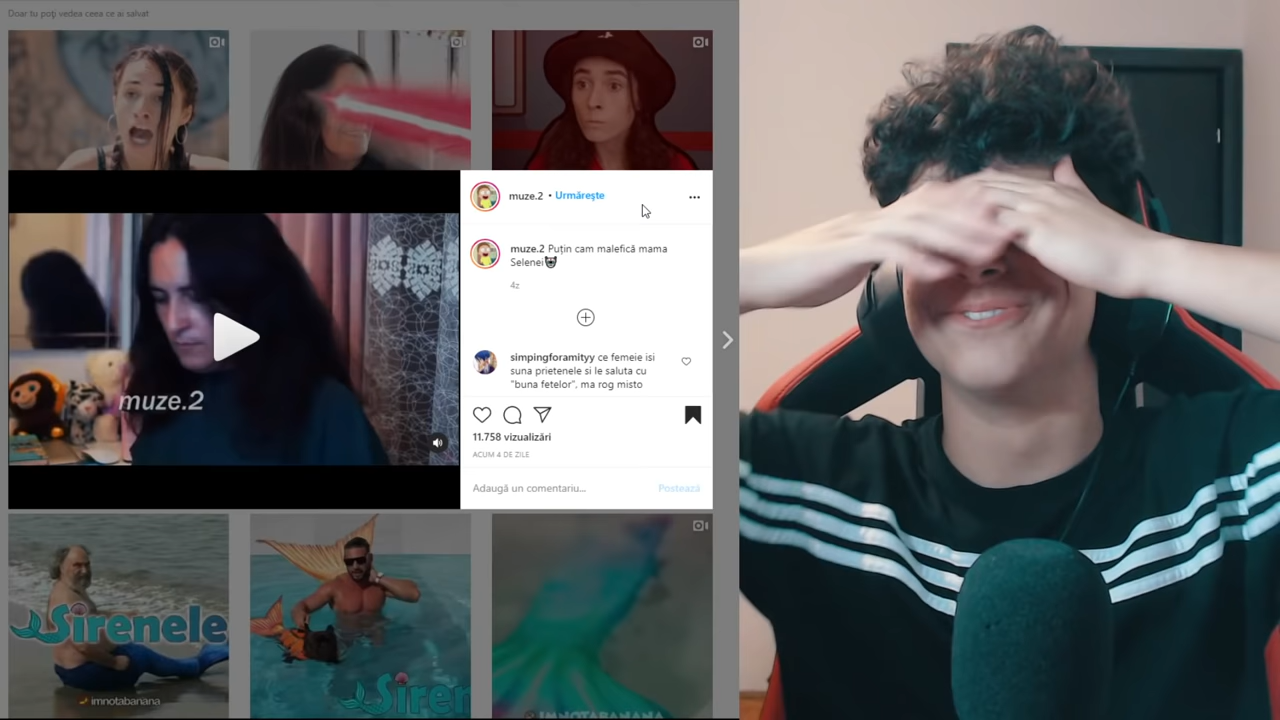 Doar tu poți vedea ceea ce ai salvat
muze.2 • Urmărește
muze.2 Puțin cam malefică mama
Selenei
4z
simpingforamityy ce femeie isi
suna prietenele si le saluta cu
"buna fetelor", ma rog misto
muze.2
11.758 vizualizări
ACUM 4 DE ZILE
Adaugă un comentariu...
Postează
Sirenele
imnotabanana
Siren
IMNOTABANANA